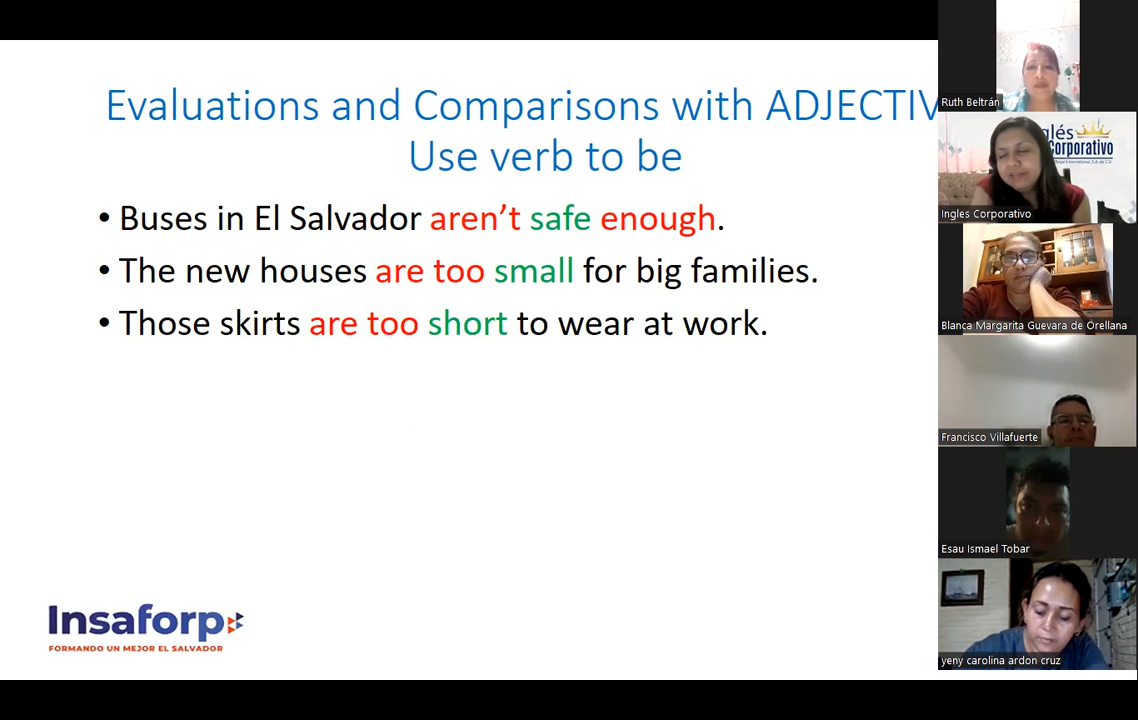 Evaluations and Comparisons with ADJECTIV
Use verb to be
• Buses in El Salvador aren’t safe enough.
• The new houses are too small for big families.
• Those skirts are too short to wear at work.
Insaforp
FORMANDO UN MEJOR EL SALVADOR
Ruth Beltrán
glés
Corporativo
Ingles Corporativo
Blanca Margarita Guevara de Orellana
Francisco Villafuerte
Esau Ismael Tobar
yeny carolina ardon cruz